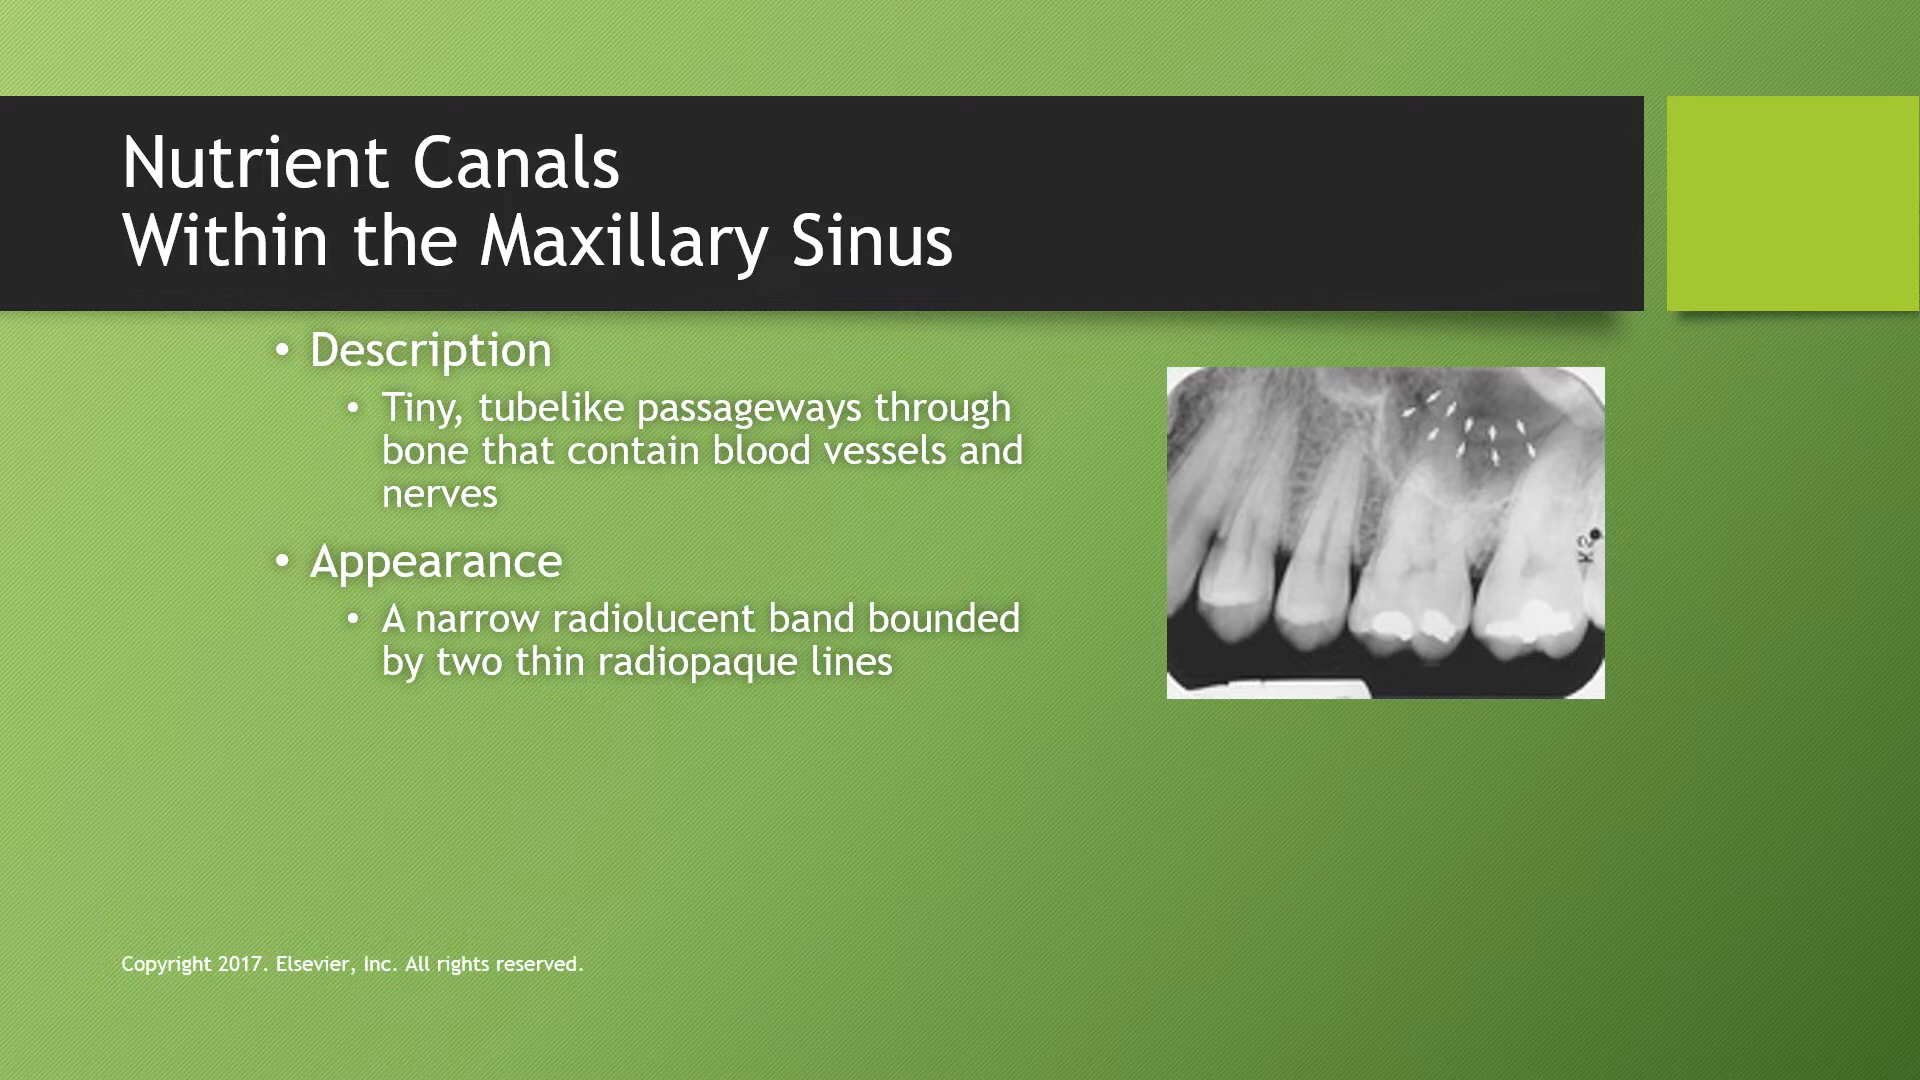 Nutrient Canals
Within the Maxillary Sinus
• Description
• Tiny, tubelike passageways through
bone that contain blood vessels and
nerves
• Appearance
• A narrow radiolucent band bounded
by two thin radiopaque lines
Copyright 2017. Elsevier, Inc. All rights reserved.